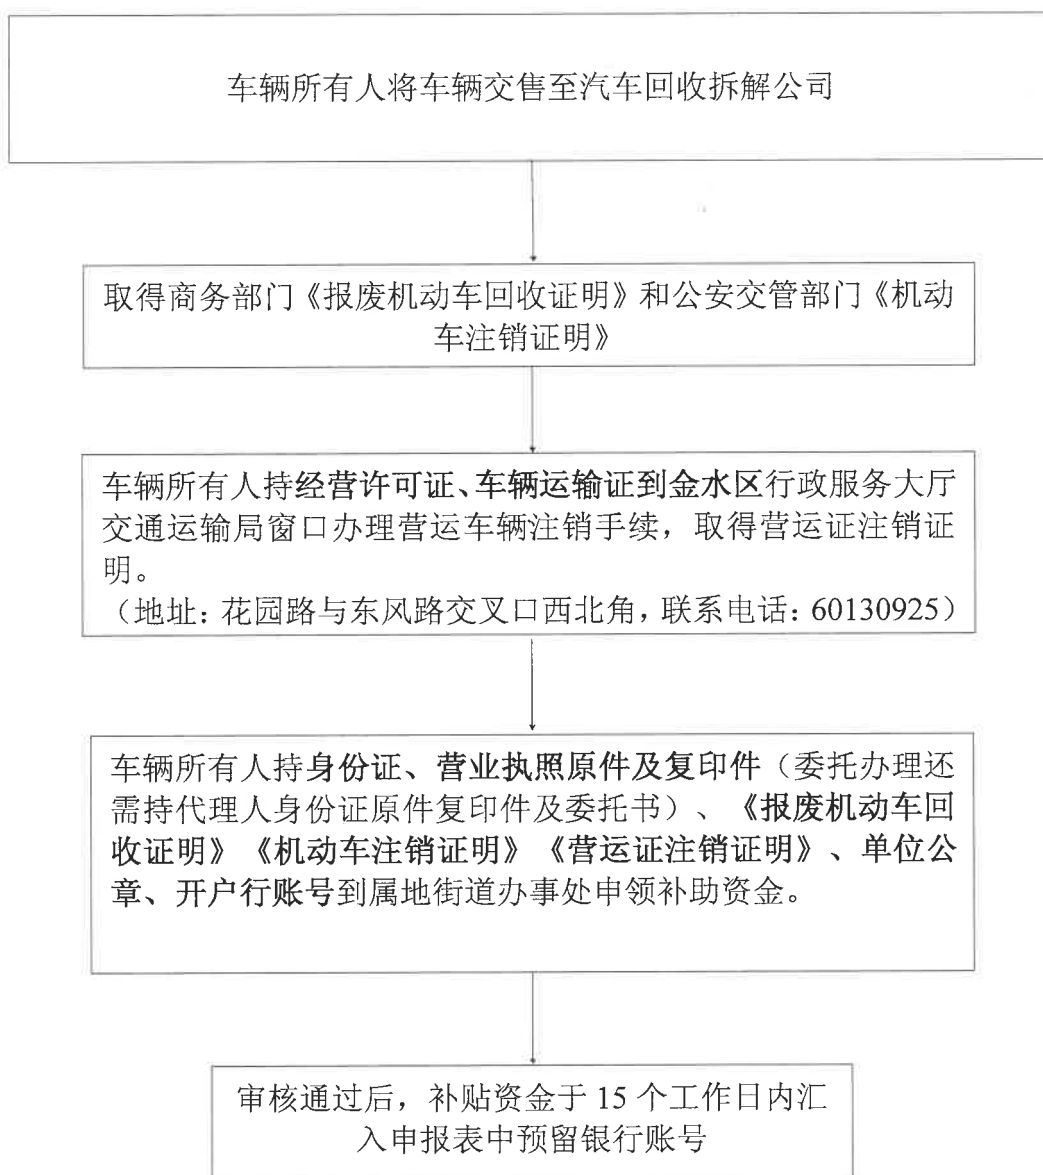 车辆所有人将车辆交售至汽车回收拆解公司
取得商务部门《报废机动车回收证明》和公安交管部门《机动
车注销证明》
车辆所有人持经营许可证、车辆运输证到金水区行政服务大厅
交通运输局窗口办理营运车辆注销手续，取得营运证注销证
明。
（地址：花园路与东风路交叉口西北角，联系电话：60130925）
车辆所有人持身份证、营业执照原件及复印件（委托办理还
需持代理人身份证原件复印件及委托书）、《报废机动车回
收证明》《机动车注销证明》《营运证注销证明》、单位公
章、开户行账号到属地街道办事处申领补助资金。
审核通过后，补贴资金于 15 个工作日内汇
入申报表中预留银行账号